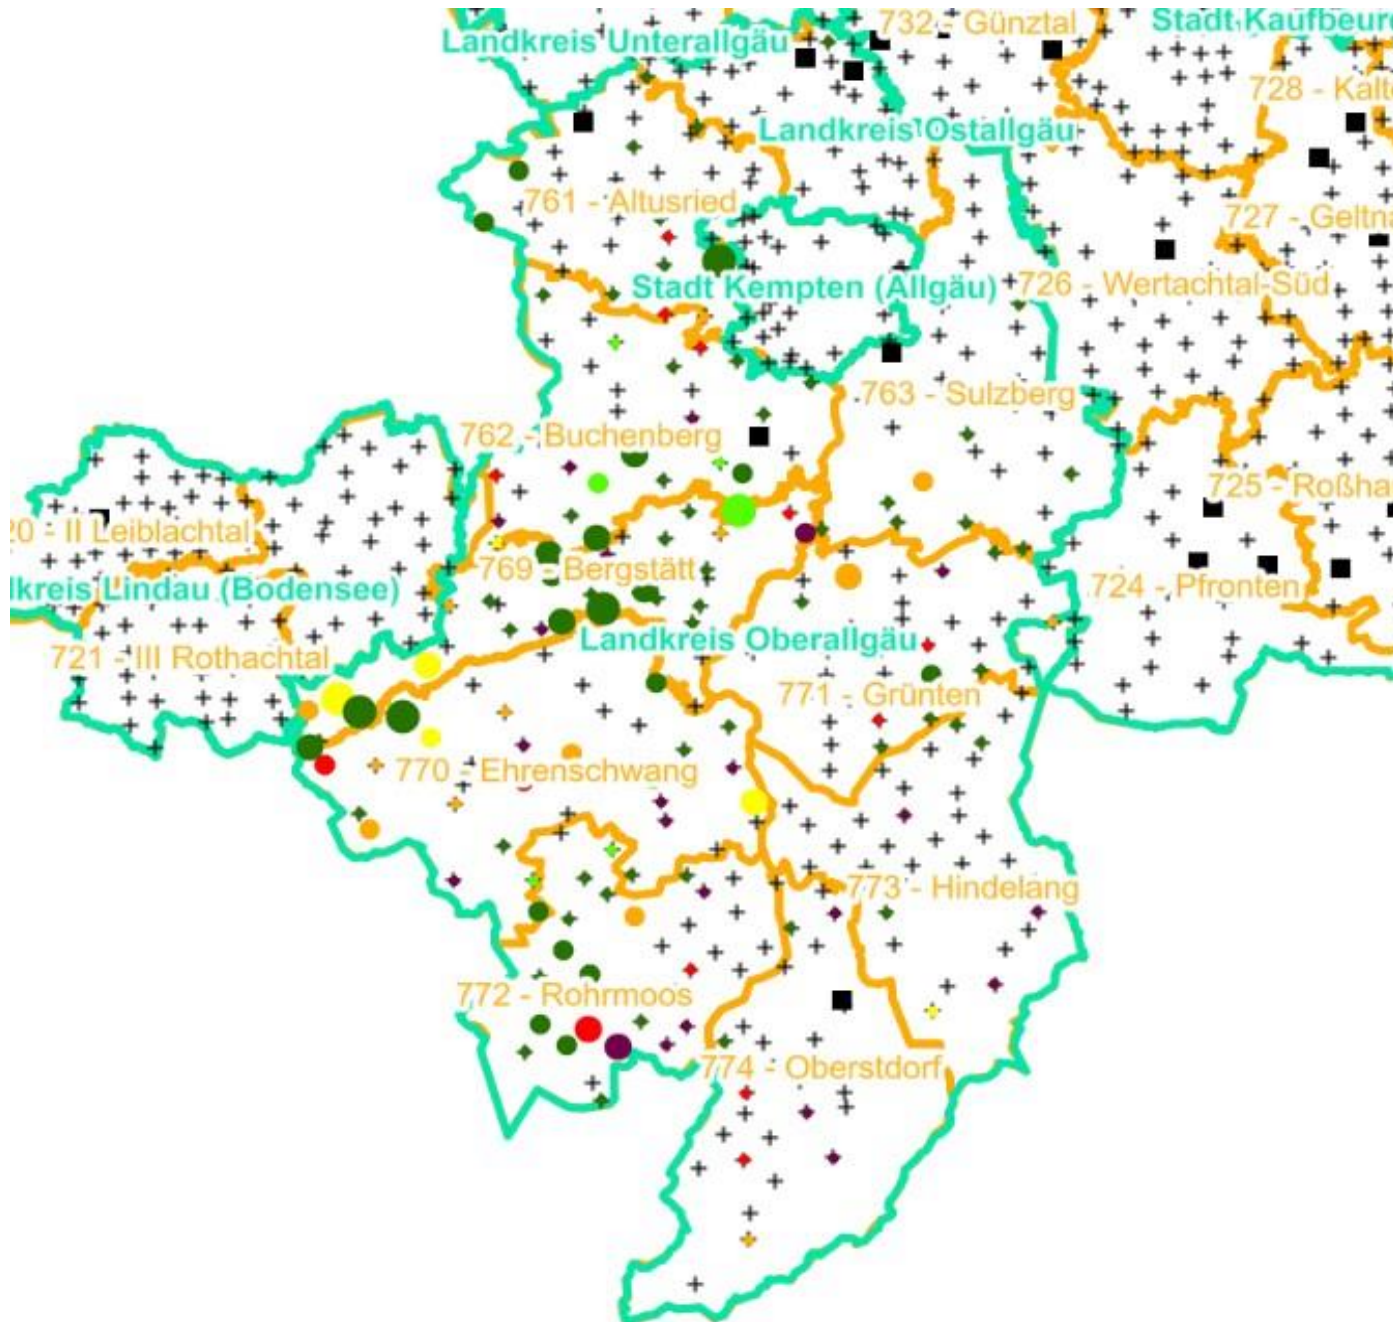 732 - Günztal
Stadt Kaufbeur
Landkreis Unterallgäu
728 - Kalt
Landkreis Ostallgäu
761 - Altusried
727 - Geltn
Stadt Kempten (Allgäu)
726 - Wertachtal-Süd
763 - Sulzberg
762 - Buchenberg
725 - Roßha
20 - II Leiblachtal
769 - Bergstätt
dkreis Lindau (Bodensee)
724 - Pfronten
Landkreis Oberallgäu
721 - III Rothachtal
771 - Grünten
770 - Ehrenschwang
773 - Hindelang
772 - Rohrmoos
774 - Oberstdorf